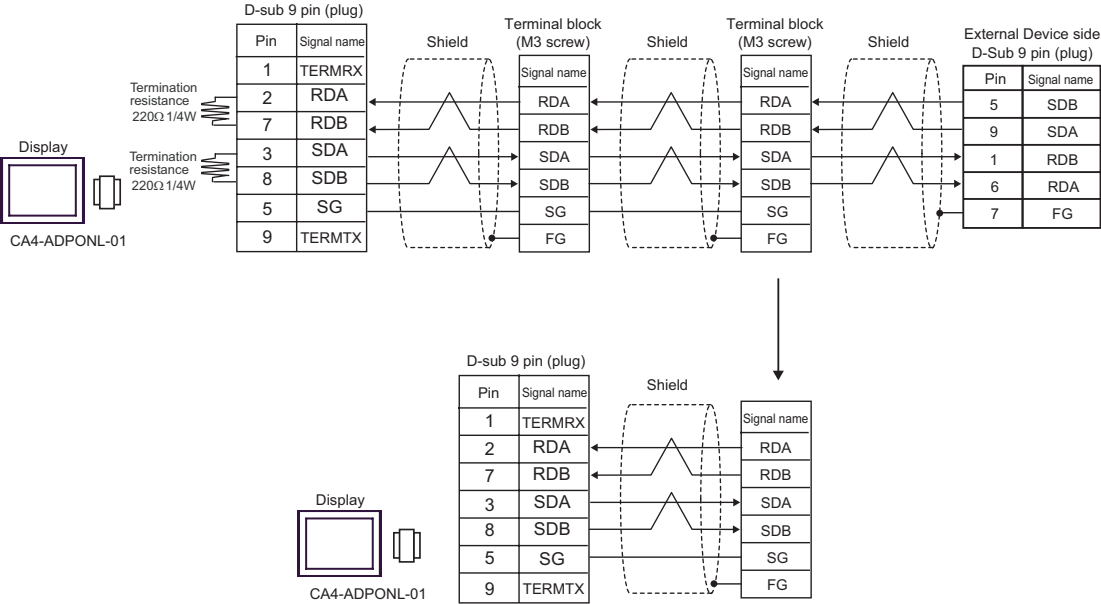 D-sub 9 pin (plug)
Pin Signal name
1 TERMRX
2 RDA
7 RDB
3 SDA
8 SDB
5 SG
9 TERMTX
Termination
resistance
220Ω 1/4W
Termination
resistance
220Ω 1/4W
Display
CA4-ADPONL-01
Shield
Terminal block
(M3 screw)
Signal name
RDA
RDB
SDA
SDB
SG
FG
Shield
Terminal block
(M3 screw)
Signal name
RDA
RDB
SDA
SDB
SG
FG
Shield
External Device side
D-Sub 9 pin (plug)
Pin Signal name
5 SDB
9 SDA
1 RDB
6 RDA
7 FG
D-sub 9 pin (plug)
Pin Signal name
1 TERMRX
2 RDA
7 RDB
3 SDA
8 SDB
5 SG
9 TERMTX
Display
CA4-ADPONL-01
Shield
Signal name
RDA
RDB
SDA
SDB
SG
FG